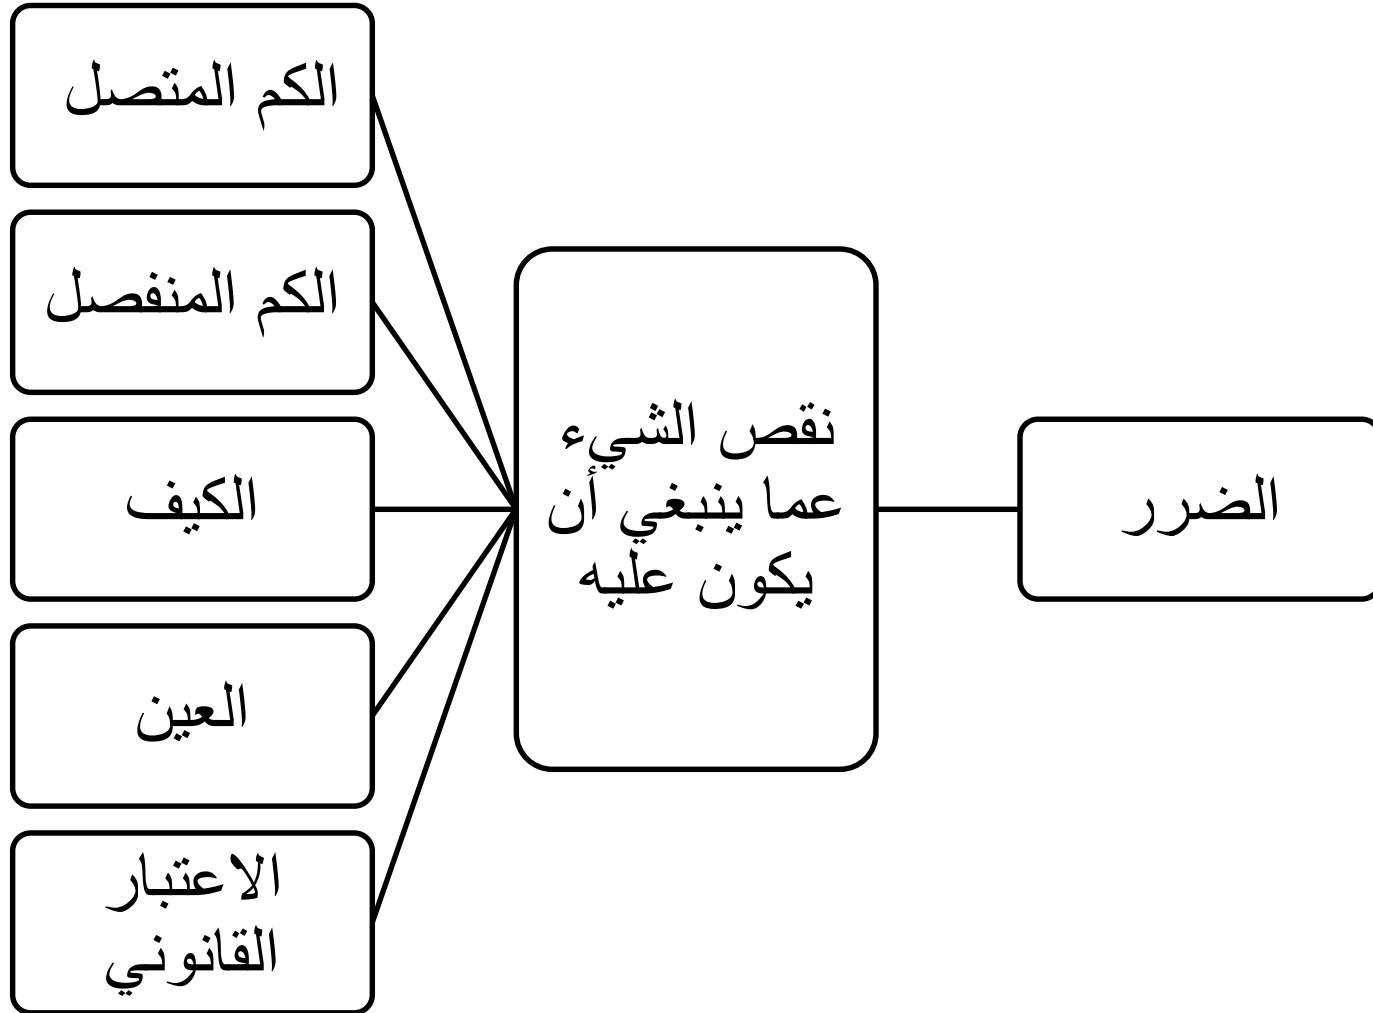 الضرر
نقص الشيء
عما ينبغي أن
يكون عليه
الكم المتصل
الكم المنفصل
الكيف
العين
الاعتبار
القانوني